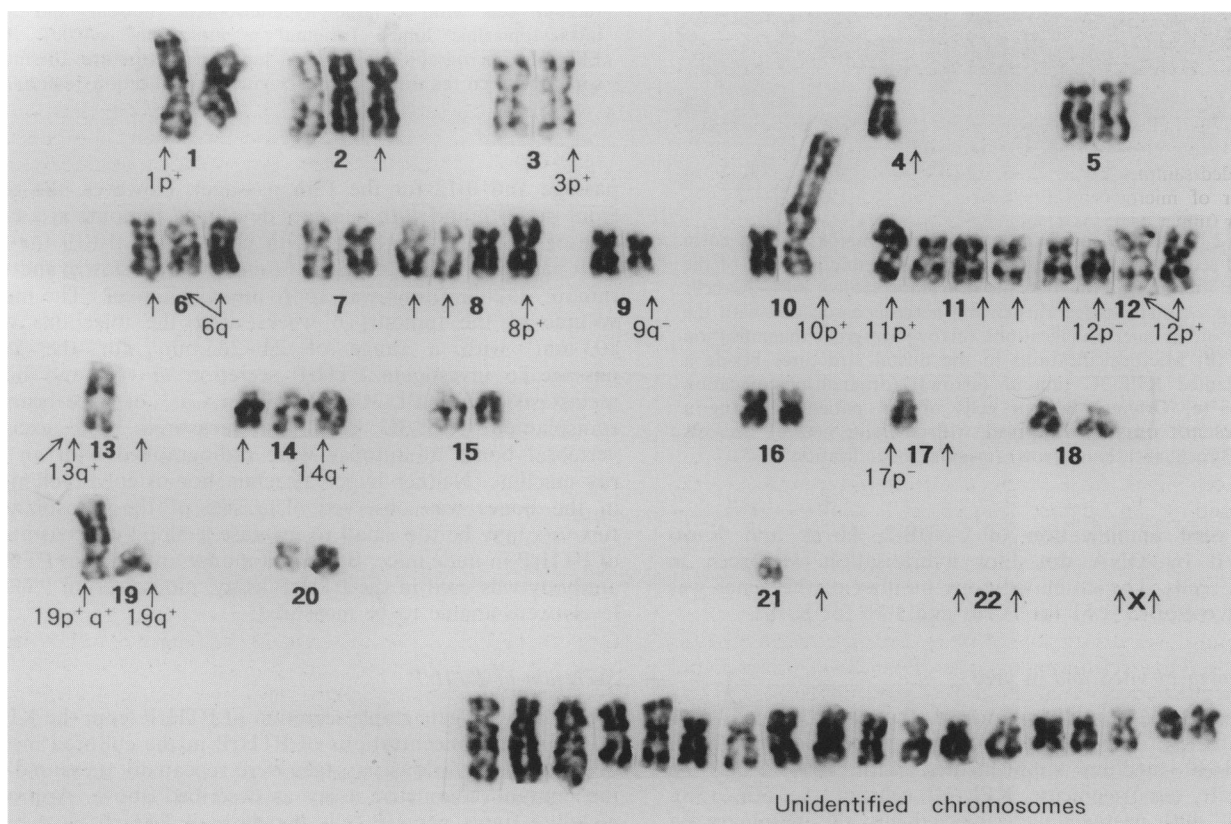 1 2 3 4 5
1p+ 3p+
6 7 8 9 10 11 12
6q- 8p+ 9q- 10p+ 11p+ 12p- 12p+
13 14 15 16 17 18
13q+ 14q+ 17p-
19 20 21 22 X
19p+ q+ 19q+
Unidentified chromosomes